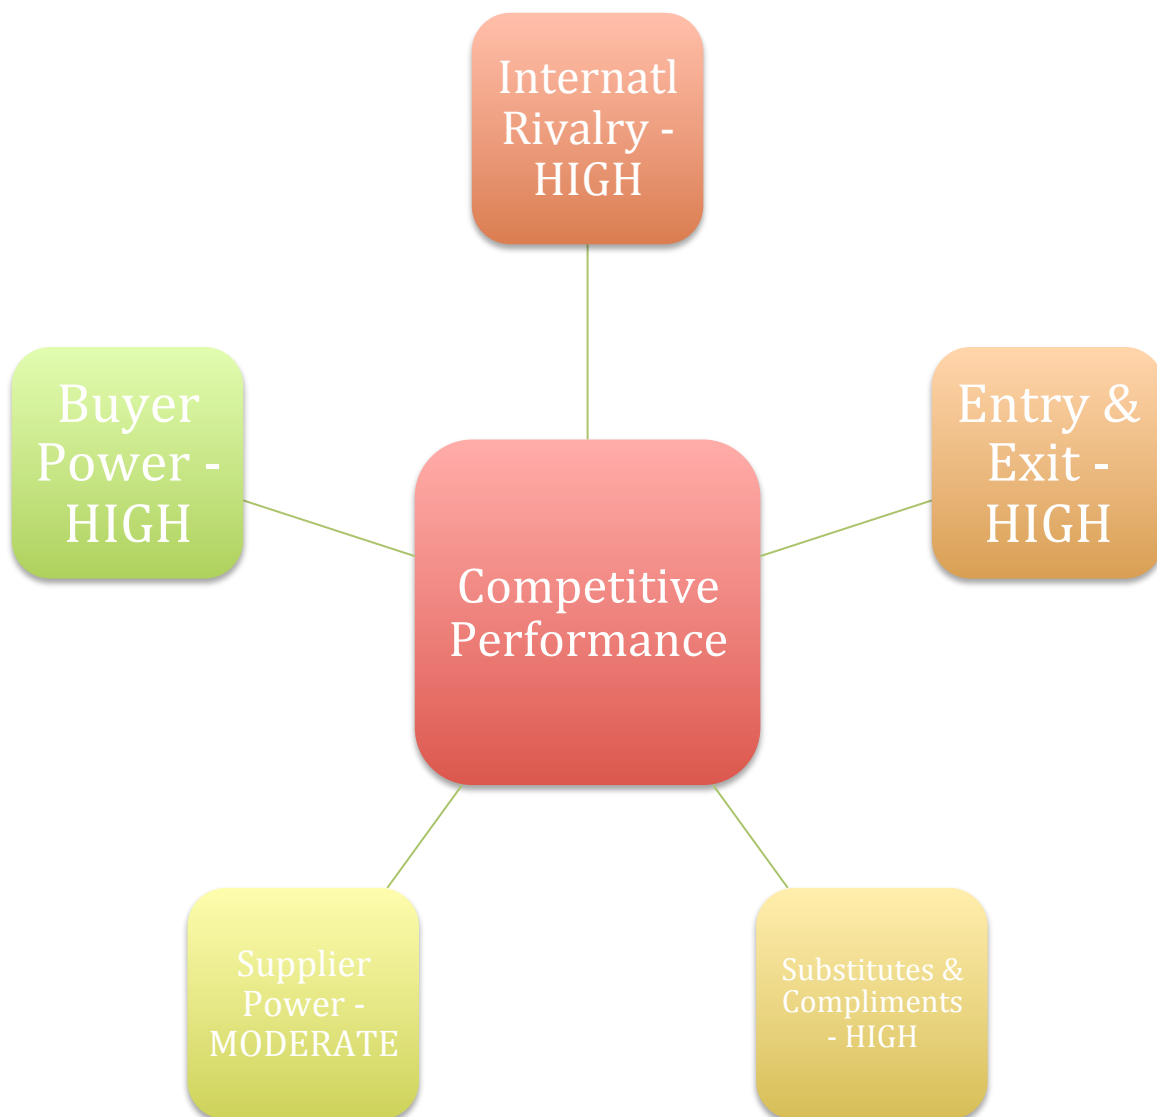 Internatl
Rivalry -
HIGH
Buyer
Power -
HIGH
Entry &
Exit -
HIGH
Competitive
Performance
Supplier
Power -
MODERATE
Substitutes &
Compliments
- HIGH